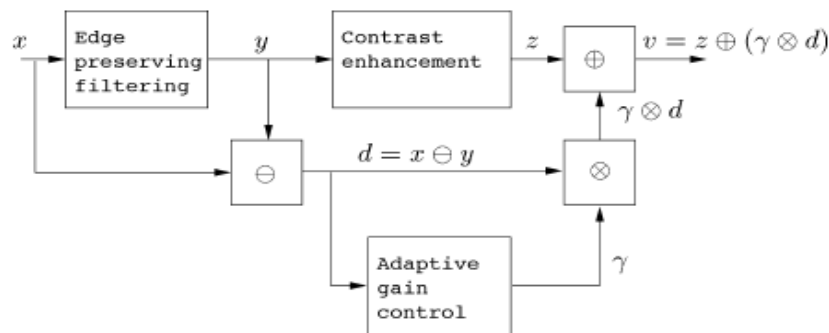 x
Edge
preserving
filtering
y
Contrast
enhancement
z
⊕
v = z ⊕ (γ ⊗ d)
γ ⊗ d
⊖
d = x ⊖ y
⊗
Adaptive
gain
control
γ